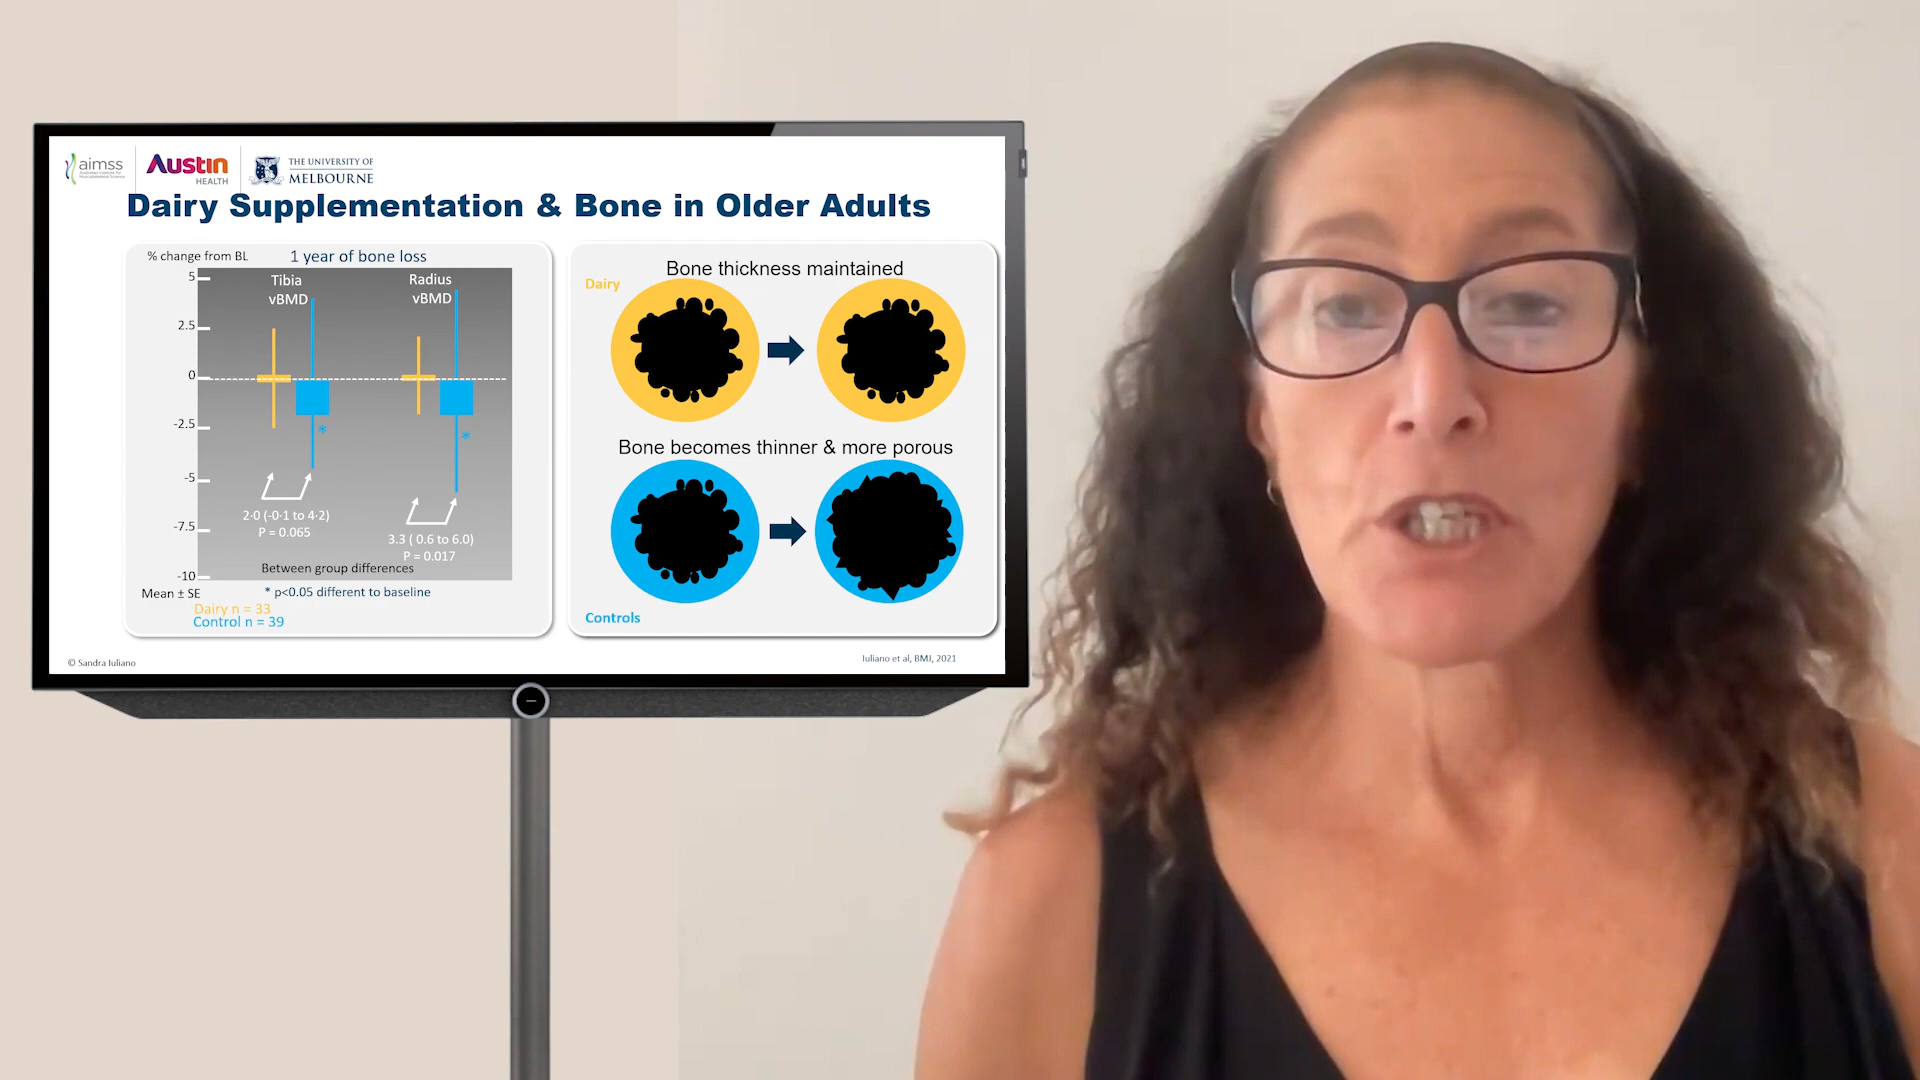 aimss
Austin
HEALTH
THE UNIVERSITY OF
MELBOURNE
Dairy Supplementation & Bone in Older Adults
% change from BL
1 year of bone loss
Tibia
vBMD
Radius
vBMD
5
2.5
0
-2.5
-5
-7.5
-10
*
*
2·0 (-0·1 to 4·2)
P = 0.065
3.3 ( 0.6 to 6.0)
P = 0.017
Between group differences
Mean ± SE
* p<0.05 different to baseline
Dairy n = 33
Control n = 39
Bone thickness maintained
Dairy
Bone becomes thinner & more porous
Controls
© Sandra Iuliano
Iuliano et al, BMJ, 2021